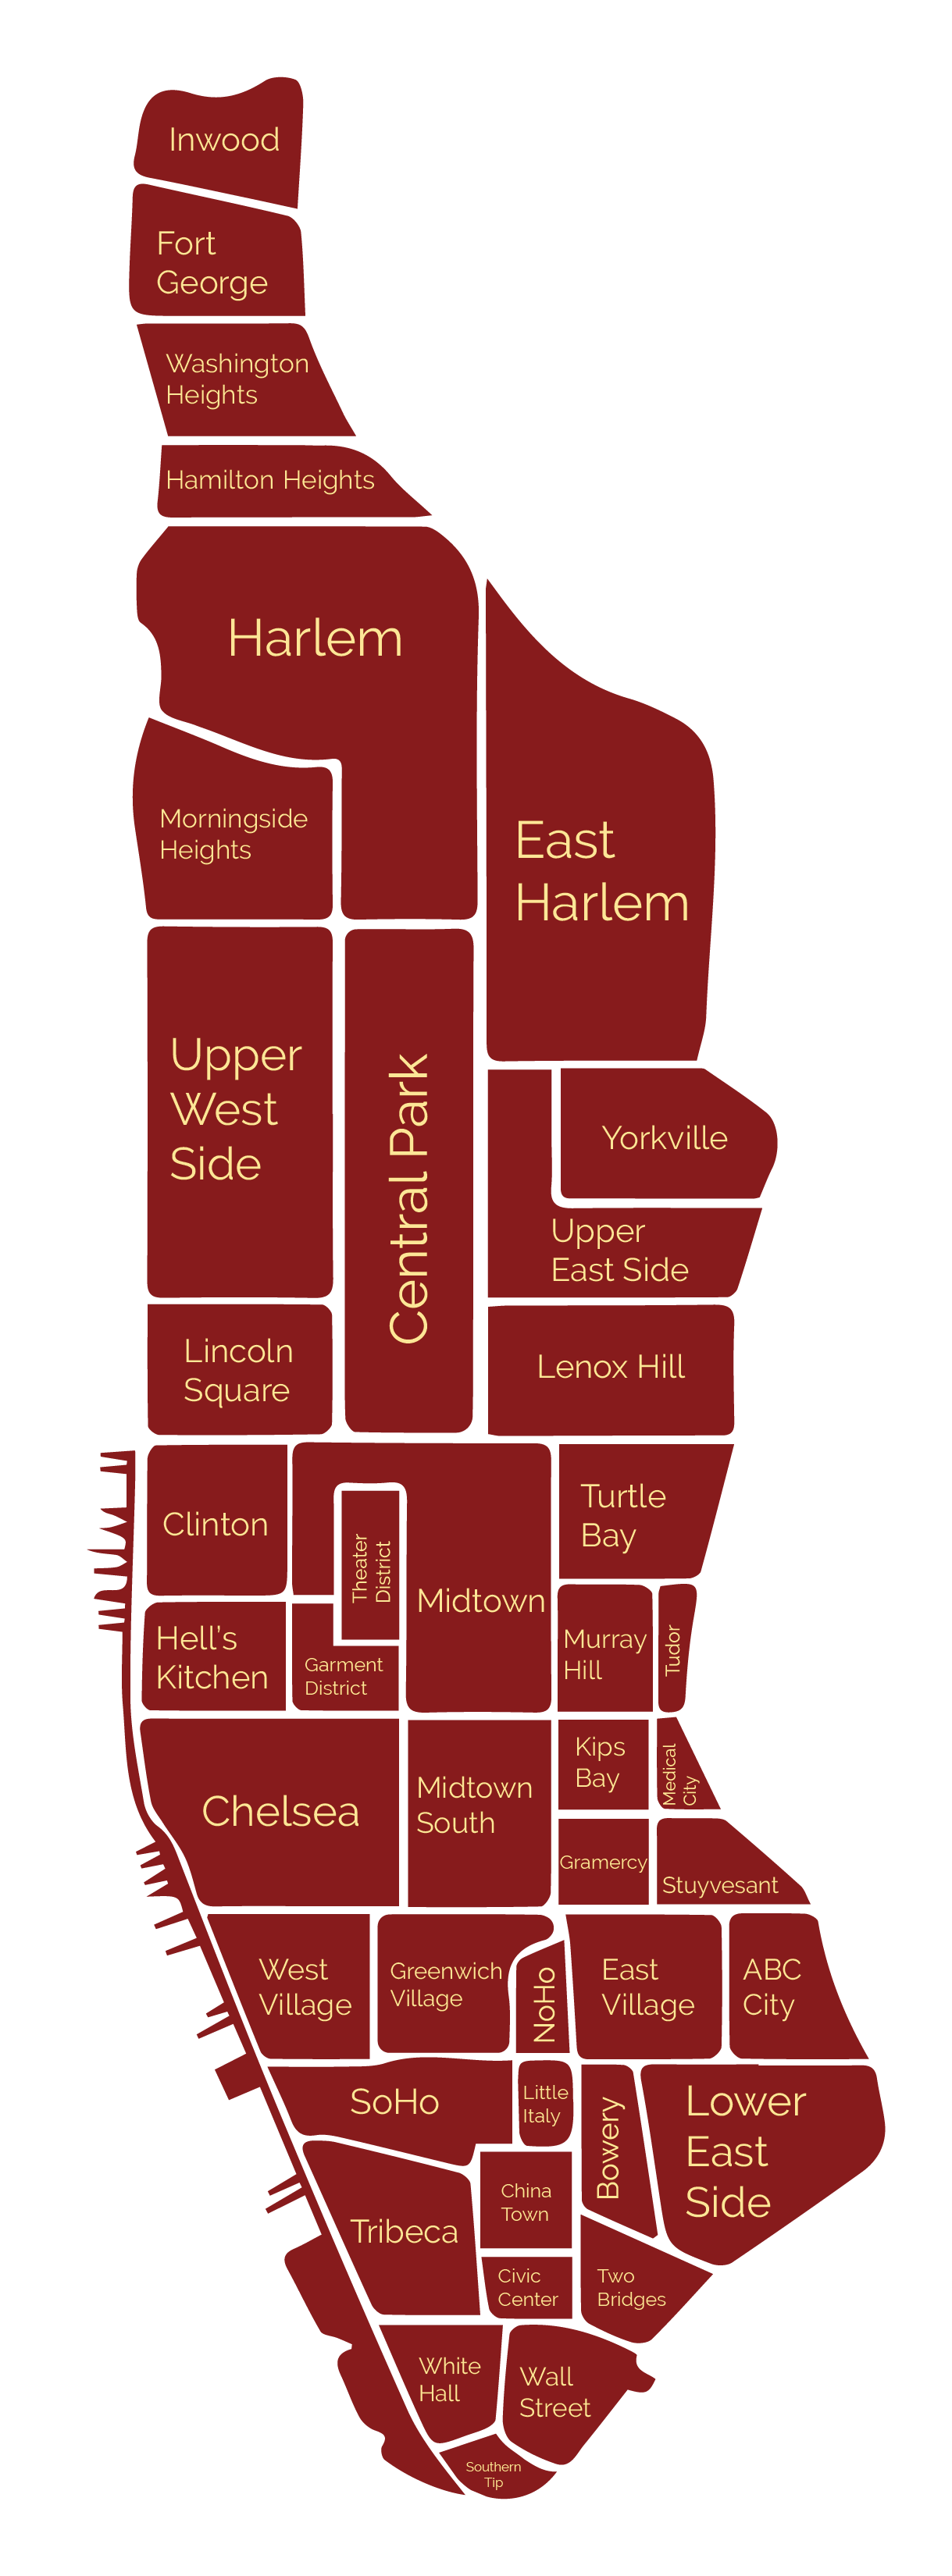 Inwood
Fort
George
Washington
Heights
Hamilton Heights
Harlem
Morningside
Heights
East
Harlem
Upper
West
Side
Central Park
Yorkville
Upper
East Side
Lincoln
Square
Lenox Hill
Clinton
Theater
District
Midtown
Turtle
Bay
Hell's
Kitchen
Garment
District
Murray
Hill
Tudor
Chelsea
Midtown
South
Kips
Bay
Medical
City
Gramercy
Stuyvesant
West
Village
Greenwich
Village
NoHo
East
Village
ABC
City
SoHo
Little
Italy
Bowery
Lower
East
Side
Tribeca
China
Town
Civic
Center
Two
Bridges
White
Hall
Wall
Street
Southern
Tip